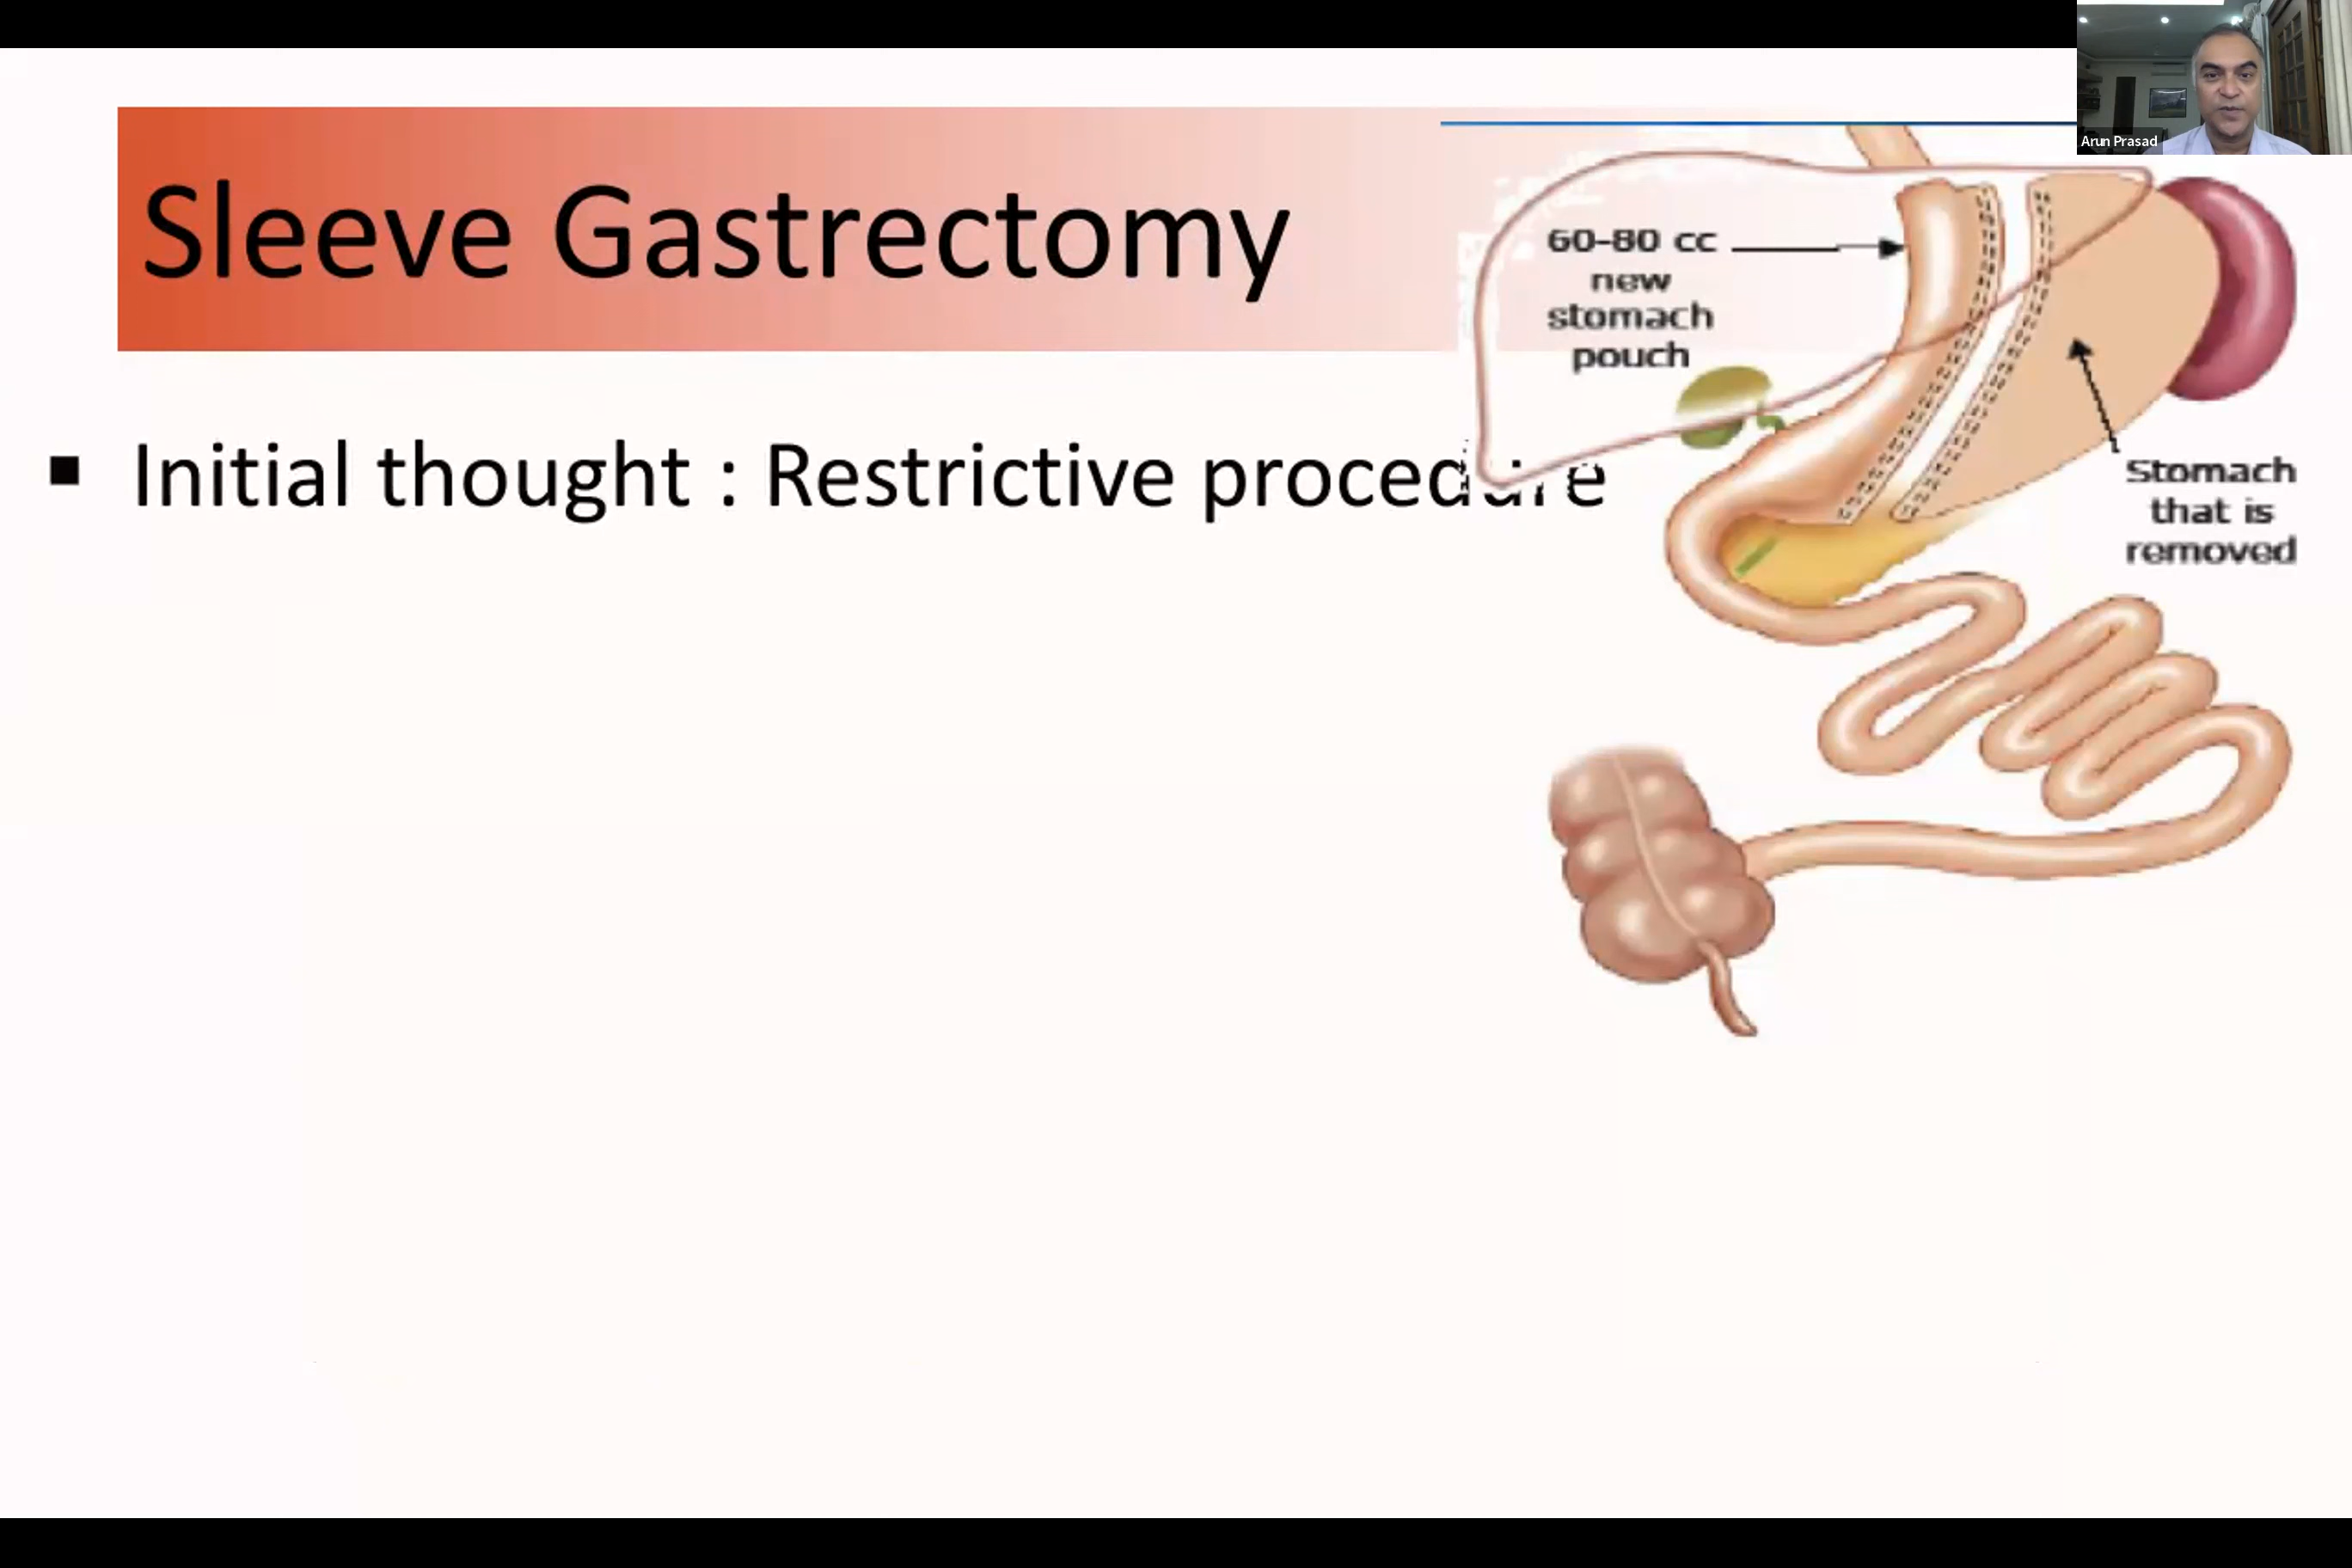 Sleeve Gastrectomy
▪ Initial thought : Restrictive procedure
60-80 cc
new
stomach
pouch
Stomach
that is
removed
Arun Prasad